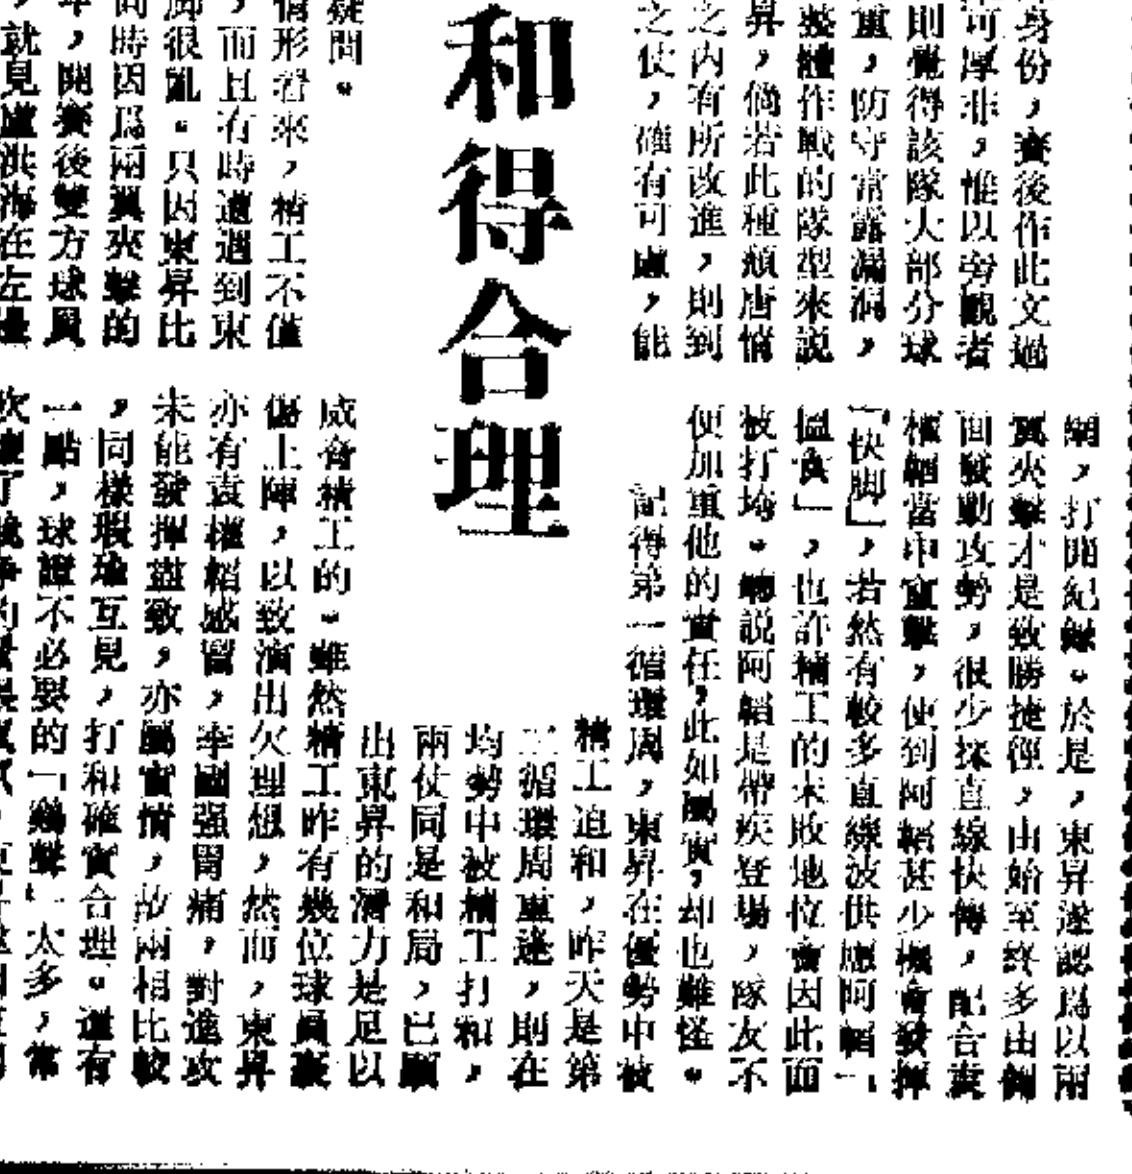 和得合理
身份，賽後作此文過
可厚非，惟以旁觀者
則覺得該隊大部分球
重，防守常露漏洞，
整體作戰的隊型來說
昇，倘若此種頹唐情
之內有所改進，則到
之仗，確有可慮，能
疑問。
情形看來，精工不僅
，而且有時遭遇到東
脚很亂。只因東昇比
同時因爲兩翼夾擊的
，開賽後雙方球員
，就見盧洪海在左邊
網，打開紀錄。於是，東昇遂認爲以兩
翼夾擊才是致勝捷徑，由始至終多由側
面發動攻勢，很少採直線快傳，配合袁
權韜當中直擊，使到阿韜甚少機會發揮
「快脚」，若然有較多直線波供應阿韜「
搵食」，也許精工的未敗地位會因此而
被打垮。聽說阿韜是帶疾登場，隊友不
便加重他的責任，此如屬實，却也難怪。
記得第一循環周，東昇在優勢中被
精工迫和，昨天是第
二循環周重逢，則在
均勢中被精工打和，
兩仗同是和局，已顯
出東昇的潛力是足以
威脅精工的。雖然精工昨有幾位球員裹
傷上陣，以致演出欠理想，然而，東昇
亦有袁權韜感冒，李國强胃痛，對進攻
未能發揮盡致，亦屬實情，故兩相比較
，同樣瑕瑜互見，打和確實合理。還有
一點，球證不必要的「鷄聲」太多，常